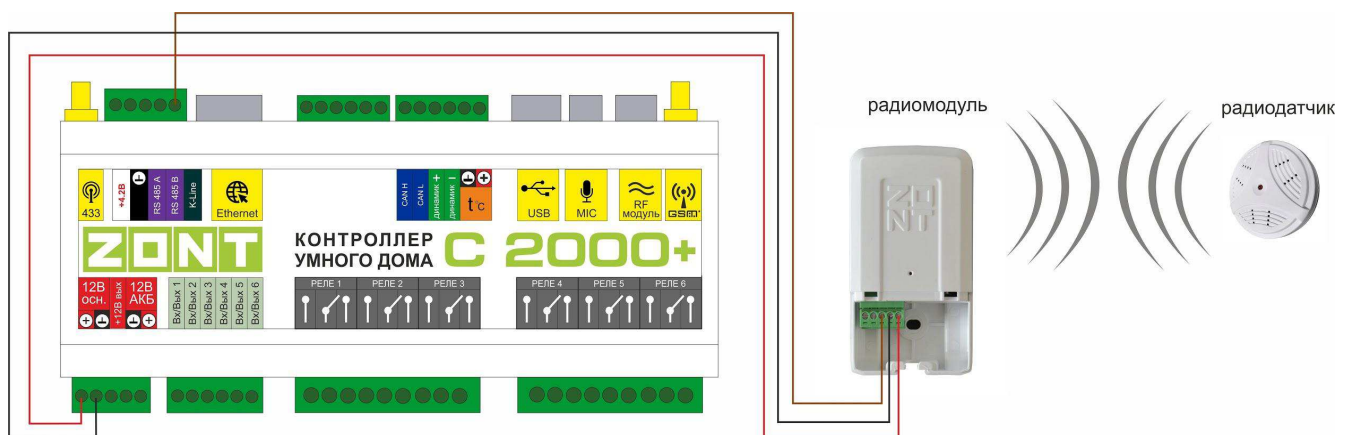 радиомодуль
радиодатчик
433
+4.2В
RS 485 A
RS 485 B
K-Line
Ethernet
CAN H
CAN L
динамик +
динамик –
t°c
USB
MIC
RF
модуль
GSM
ZONT
КОНТРОЛЛЕР
УМНОГО ДОМА
C 2000+
ZONT
12В
осн.
+12В вых
12В
АКБ
Вх/Вых 1
Вх/Вых 2
Вх/Вых 3
Вх/Вых 4
Вх/Вых 5
Вх/Вых 6
РЕЛЕ 1
РЕЛЕ 2
РЕЛЕ 3
РЕЛЕ 4
РЕЛЕ 5
РЕЛЕ 6